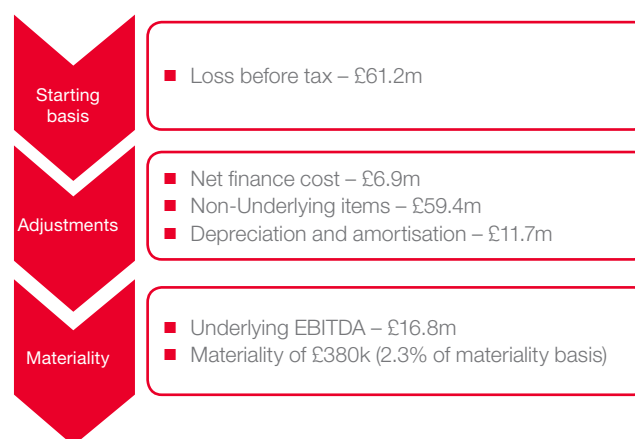 Starting
basis
■ Loss before tax – £61.2m
Adjustments
■ Net finance cost – £6.9m
■ Non-Underlying items – £59.4m
■ Depreciation and amortisation – £11.7m
Materiality
■ Underlying EBITDA – £16.8m
■ Materiality of £380k (2.3% of materiality basis)